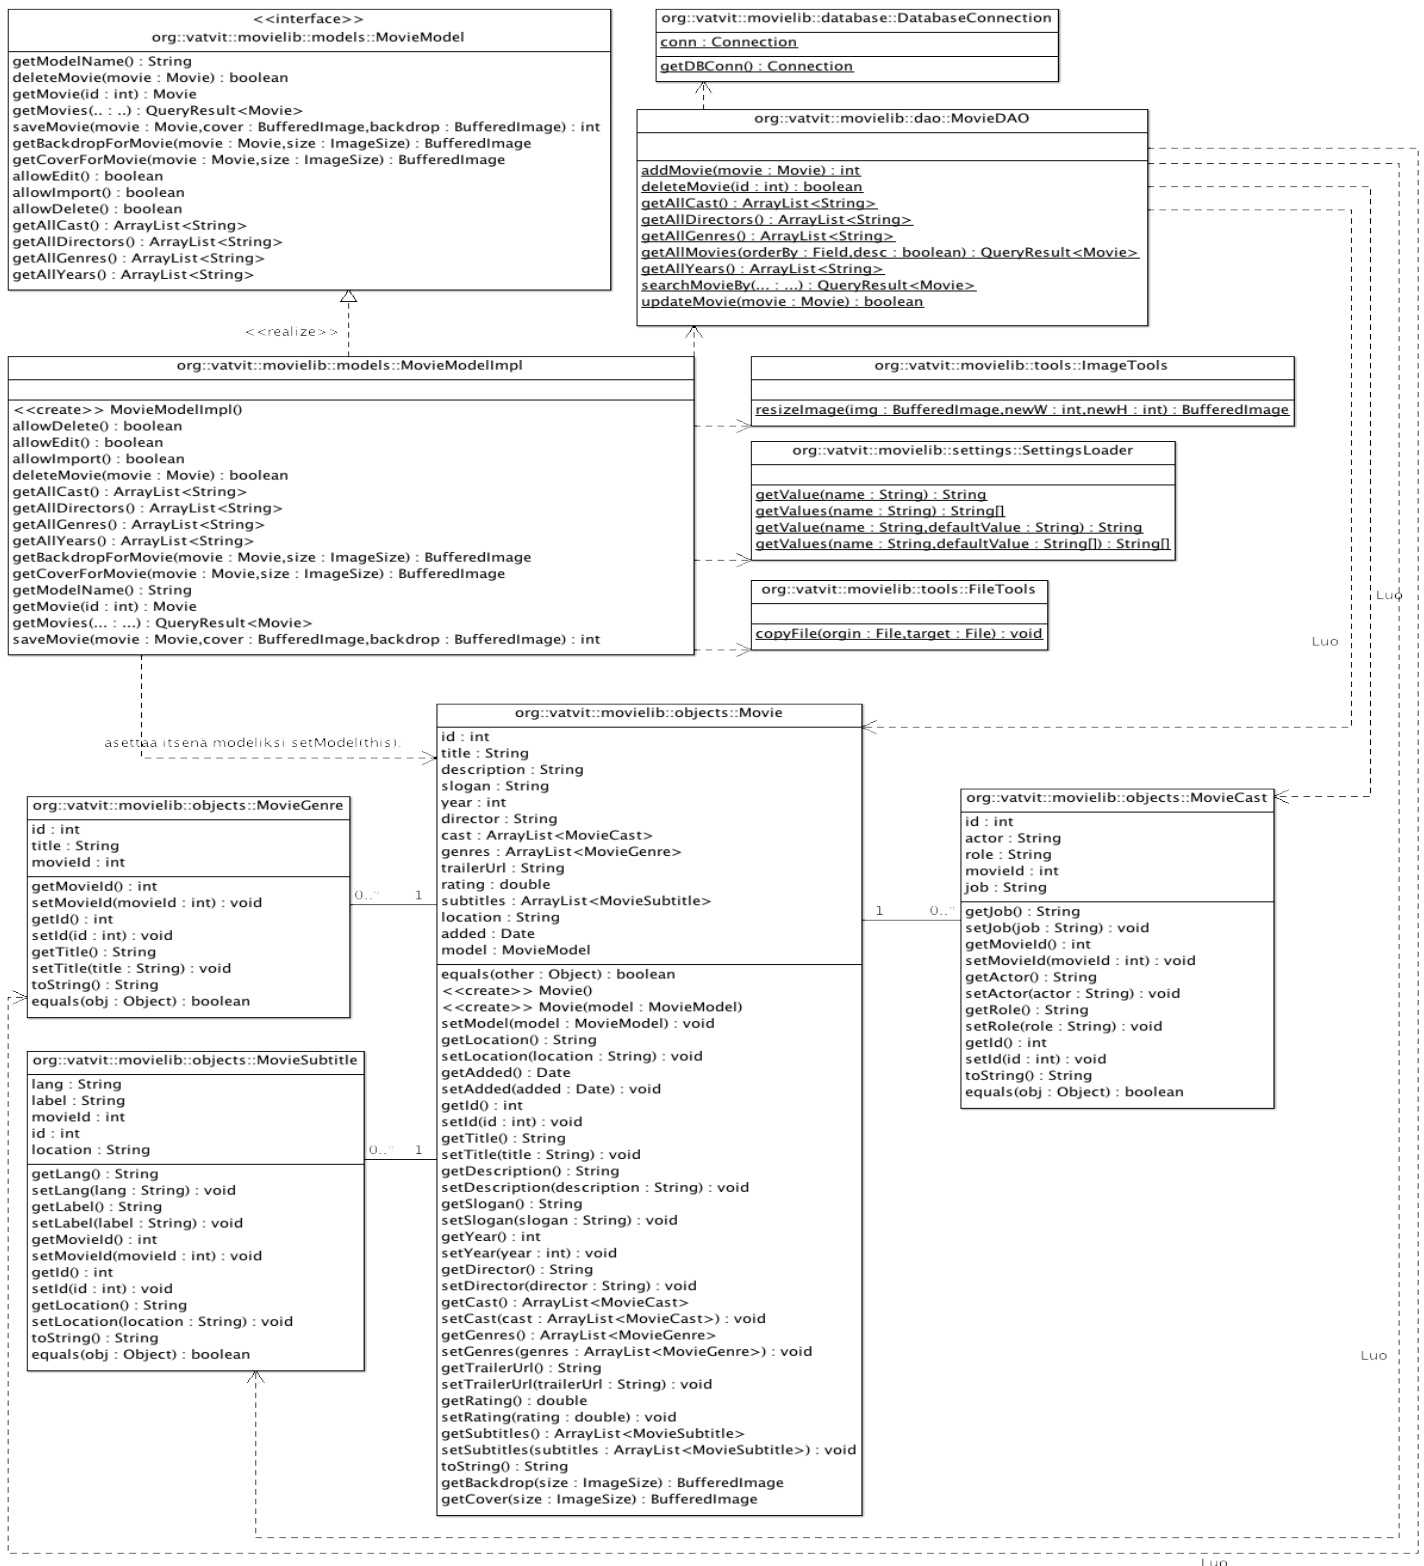 <<interface>>
org::vatvit::movielib::models::MovieModel
getModelName() : String
deleteMovie(movie : Movie) : boolean
getMovie(id : int) : Movie
getMovies(.. : ..) : QueryResult<Movie>
saveMovie(movie : Movie,cover : BufferedImage,backdrop : BufferedImage) : int
getBackdropForMovie(movie : Movie,size : ImageSize) : BufferedImage
getCoverForMovie(movie : Movie,size : ImageSize) : BufferedImage
allowEdit() : boolean
allowImport() : boolean
allowDelete() : boolean
getAllCast() : ArrayList<String>
getAllDirectors() : ArrayList<String>
getAllGenres() : ArrayList<String>
getAllYears() : ArrayList<String>
org::vatvit::movielib::database::DatabaseConnection
conn : Connection
getDBConn() : Connection
org::vatvit::movielib::dao::MovieDAO
addMovie(movie : Movie) : int
deleteMovie(id : int) : boolean
getAllCast() : ArrayList<String>
getAllDirectors() : ArrayList<String>
getAllGenres() : ArrayList<String>
getAllMovies(orderBy : Field,desc : boolean) : QueryResult<Movie>
getAllYears() : ArrayList<String>
searchMovieBy(... : ...) : QueryResult<Movie>
updateMovie(movie : Movie) : boolean
<<realize>>
org::vatvit::movielib::models::MovieModelImpl
<<create>> MovieModelImpl()
allowDelete() : boolean
allowEdit() : boolean
allowImport() : boolean
deleteMovie(movie : Movie) : boolean
getAllCast() : ArrayList<String>
getAllDirectors() : ArrayList<String>
getAllGenres() : ArrayList<String>
getAllYears() : ArrayList<String>
getBackdropForMovie(movie : Movie,size : ImageSize) : BufferedImage
getCoverForMovie(movie : Movie,size : ImageSize) : BufferedImage
getModelName() : String
getMovie(id : int) : Movie
getMovies(... : ...) : QueryResult<Movie>
saveMovie(movie : Movie,cover : BufferedImage,backdrop : BufferedImage) : int
org::vatvit::movielib::tools::ImageTools
resizeImage(img : BufferedImage,newW : int,newH : int) : BufferedImage
org::vatvit::movielib::settings::SettingsLoader
getValue(name : String) : String
getValues(name : String) : String[]
getValue(name : String,defaultValue : String) : String
getValues(name : String,defaultValue : String[]) : String[]
org::vatvit::movielib::tools::FileTools
copyFile(orgin : File,target : File) : void
Luo
Luo
asettaa itsenä modeliksi setModel(this);
org::vatvit::movielib::objects::Movie
id : int
title : String
description : String
slogan : String
year : int
director : String
cast : ArrayList<MovieCast>
genres : ArrayList<MovieGenre>
trailerUrl : String
rating : double
subtitles : ArrayList<MovieSubtitle>
location : String
added : Date
model : MovieModel
equals(other : Object) : boolean
<<create>> Movie()
<<create>> Movie(model : MovieModel)
setModel(model : MovieModel) : void
getLocation() : String
setLocation(location : String) : void
getAdded() : Date
setAdded(added : Date) : void
getId() : int
setId(id : int) : void
getTitle() : String
setTitle(title : String) : void
getDescription() : String
setDescription(description : String) : void
getSlogan() : String
setSlogan(slogan : String) : void
getYear() : int
setYear(year : int) : void
getDirector() : String
setDirector(director : String) : void
getCast() : ArrayList<MovieCast>
setCast(cast : ArrayList<MovieCast>) : void
getGenres() : ArrayList<MovieGenre>
setGenres(genres : ArrayList<MovieGenre>) : void
getTrailerUrl() : String
setTrailerUrl(trailerUrl : String) : void
getRating() : double
setRating(rating : double) : void
getSubtitles() : ArrayList<MovieSubtitle>
setSubtitles(subtitles : ArrayList<MovieSubtitle>) : void
toString() : String
getBackdrop(size : ImageSize) : BufferedImage
getCover(size : ImageSize) : BufferedImage
org::vatvit::movielib::objects::MovieGenre
id : int
title : String
movieId : int
getMovieId() : int
setMovieId(movieId : int) : void
getId() : int
setId(id : int) : void
getTitle() : String
setTitle(title : String) : void
toString() : String
equals(obj : Object) : boolean
0..* 1
org::vatvit::movielib::objects::MovieSubtitle
lang : String
label : String
movieId : int
id : int
location : String
getLang() : String
setLang(lang : String) : void
getLabel() : String
setLabel(label : String) : void
getMovieId() : int
setMovieId(movieId : int) : void
getId() : int
setId(id : int) : void
getLocation() : String
setLocation(location : String) : void
toString() : String
equals(obj : Object) : boolean
0..* 1
1 0..*
org::vatvit::movielib::objects::MovieCast
id : int
actor : String
role : String
movieId : int
job : String
getJob() : String
setJob(job : String) : void
getMovieId() : int
setMovieId(movieId : int) : void
getActor() : String
setActor(actor : String) : void
getRole() : String
setRole(role : String) : void
getId() : int
setId(id : int) : void
toString() : String
equals(obj : Object) : boolean
Luo
Luo